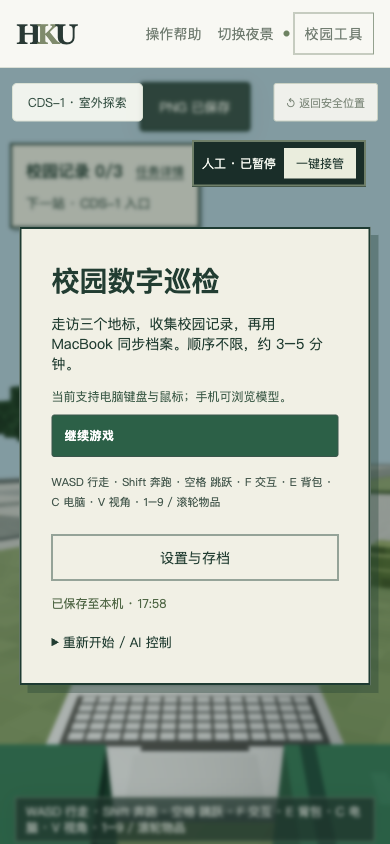 HKU
操作帮助 切换夜景 校园工具
CDS-1 · 室外探索
PNG 已保存
返回安全位置
校园记录 0/3 任务详情
下一站 · CDS-1 入口
人工 · 已暂停 一键接管
校园数字巡检
走访三个地标，收集校园记录，再用
MacBook 同步档案。顺序不限，约 3—5 分
钟。
当前支持电脑键盘与鼠标；手机可浏览模型。
继续游戏
WASD 行走 · Shift 奔跑 · 空格 跳跃 · F 交互 · E 背包 ·
C 电脑 · V 视角 · 1—9 / 滚轮物品
设置与存档
已保存至本机 · 17:58
重新开始 / AI 控制
WASD 行走 · Shift 奔跑 · 空格 跳跃 · F 交互 · E 背包 · C 电
脑 · V 视角 · 1—9 / 滚轮物品